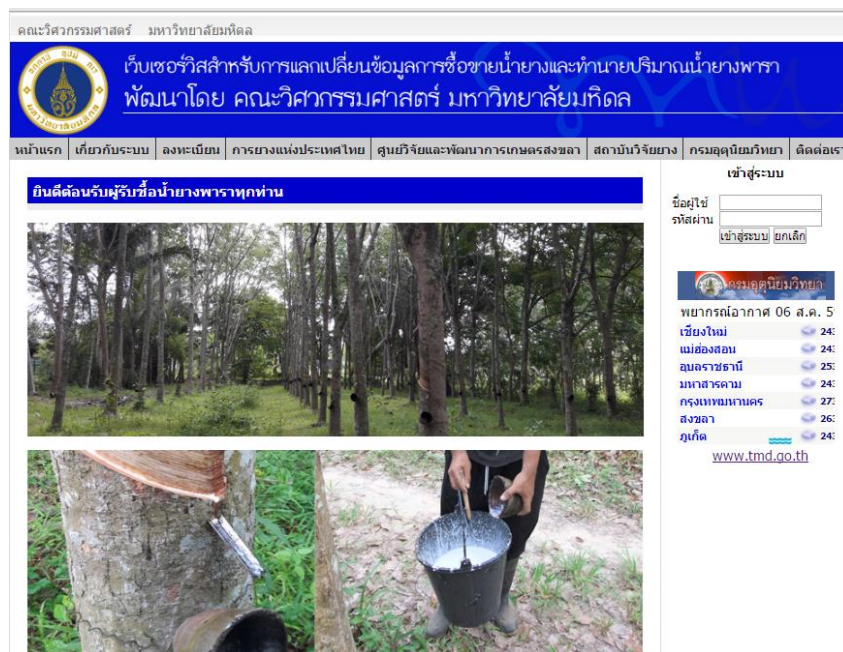 คณะวิศวกรรมศาสตร์ มหาวิทยาลัยมหิดล
เว็บเซอร์วิสสำหรับการแลกเปลี่ยนข้อมูลการซื้อขายน้ำยางและทำนายปริมาณน้ำยางพารา
พัฒนาโดย คณะวิศวกรรมศาสตร์ มหาวิทยาลัยมหิดล
หน้าแรก เกี่ยวกับระบบ ลงทะเบียน การยางแห่งประเทศไทย ศูนย์วิจัยและพัฒนาการเกษตรสงขลา สถาบันวิจัยยาง กรมอุตุนิยมวิทยา ติดต่อเรา
เข้าสู่ระบบ
ยินดีต้อนรับผู้รับซื้อน้ำยางพาราทุกท่าน
ชื่อผู้ใช้
รหัสผ่าน
เข้าสู่ระบบ ยกเลิก
กรมอุตุนิยมวิทยา
พยากรณ์อากาศ 06 ส.ค. 5
เชียงใหม่ 24
แม่ฮ่องสอน 24
อุบลราชธานี 25
มหาสารคาม 24
กรุงเทพมหานคร 27
สงขลา 26
ภูเก็ต 24
www.tmd.go.th